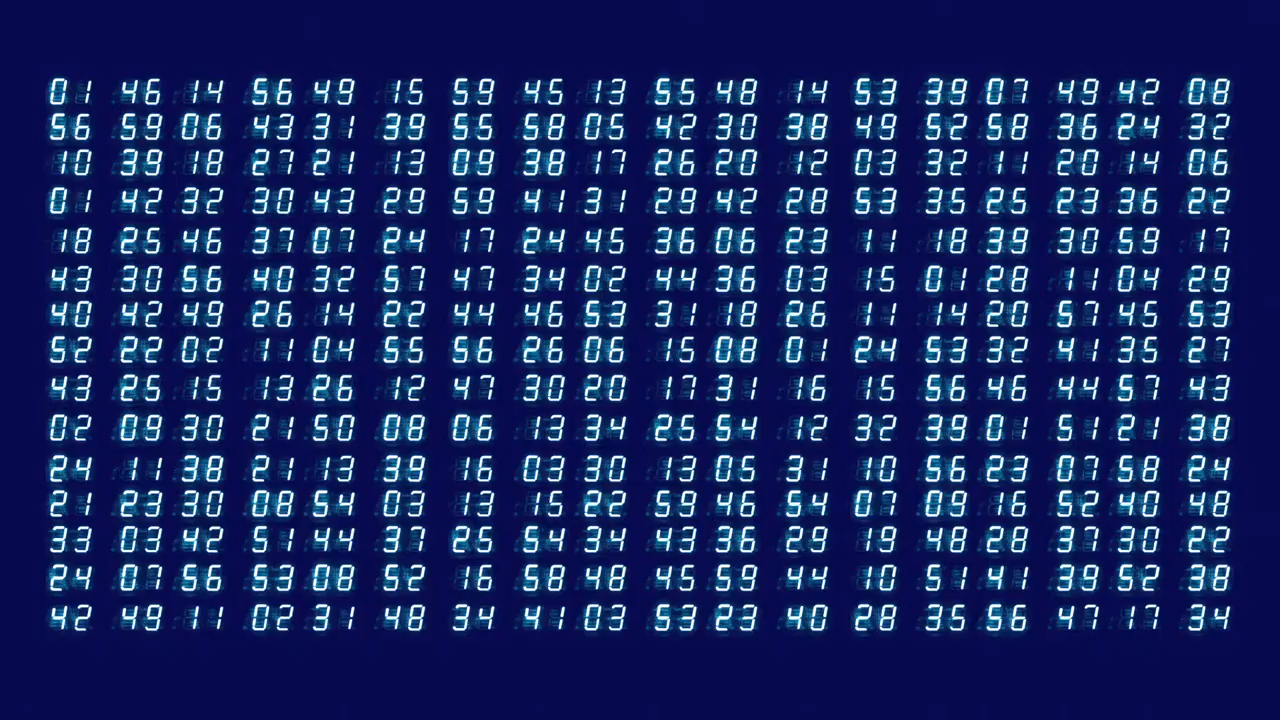 01 46 14 56 49 15 59 45 13 55 48 14 53 39 07 49 42 08
56 59 06 43 31 39 55 58 05 42 30 38 49 52 58 36 24 32
10 39 18 27 21 13 09 38 17 26 20 12 03 32 11 20 14 06
01 42 32 30 43 29 59 41 31 29 42 28 53 35 25 23 36 22
18 25 46 37 07 24 17 24 45 36 06 23 11 18 39 30 59 17
43 30 56 40 32 57 47 34 02 44 36 03 15 01 28 11 04 29
40 42 49 26 14 22 44 46 53 31 18 26 11 14 20 57 45 53
52 22 02 11 04 55 56 26 06 15 08 01 24 53 32 41 35 27
43 25 15 13 26 12 47 30 20 17 31 16 15 56 46 44 57 43
02 09 30 21 50 08 06 13 34 25 54 12 32 39 01 51 21 38
24 11 38 21 13 39 16 03 30 13 05 31 10 56 23 07 58 24
21 23 30 08 54 03 13 15 22 59 46 54 07 09 16 52 40 48
33 03 42 51 44 37 25 54 34 43 36 29 19 48 28 37 30 22
24 07 56 53 08 52 16 58 48 45 59 44 10 51 41 39 52 38
42 49 11 02 31 48 34 41 03 53 23 40 28 35 56 47 17 34